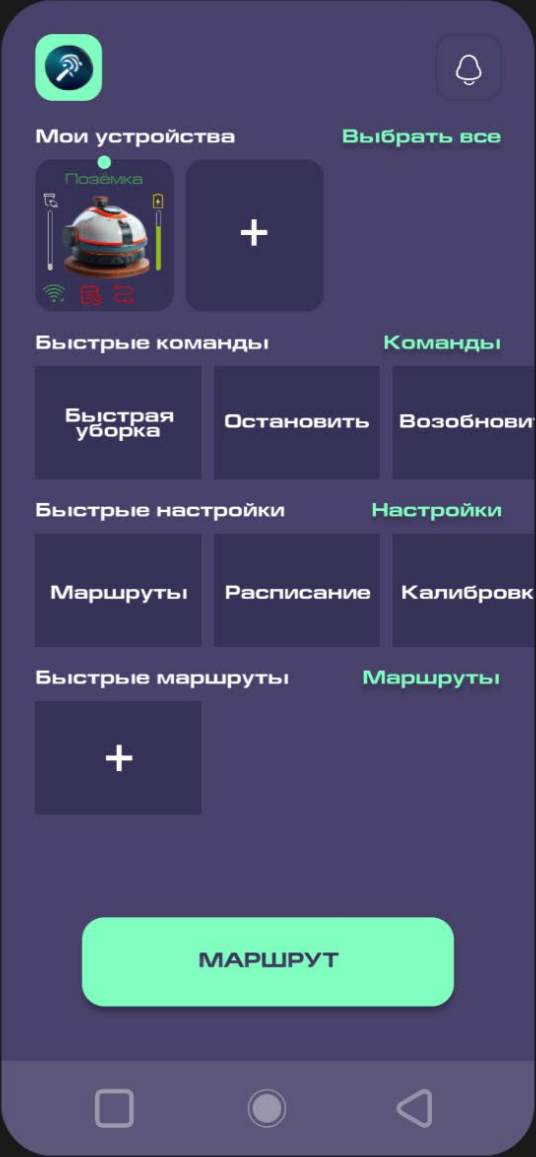 Мои устройства Выбрать все
Позёмка
+
Быстрые команды Команды
Быстрая
уборка
Остановить
Возобновит
Быстрые настройки Настройки
Маршруты
Расписание
Калибровк
Быстрые маршруты Маршруты
+
МАРШРУТ